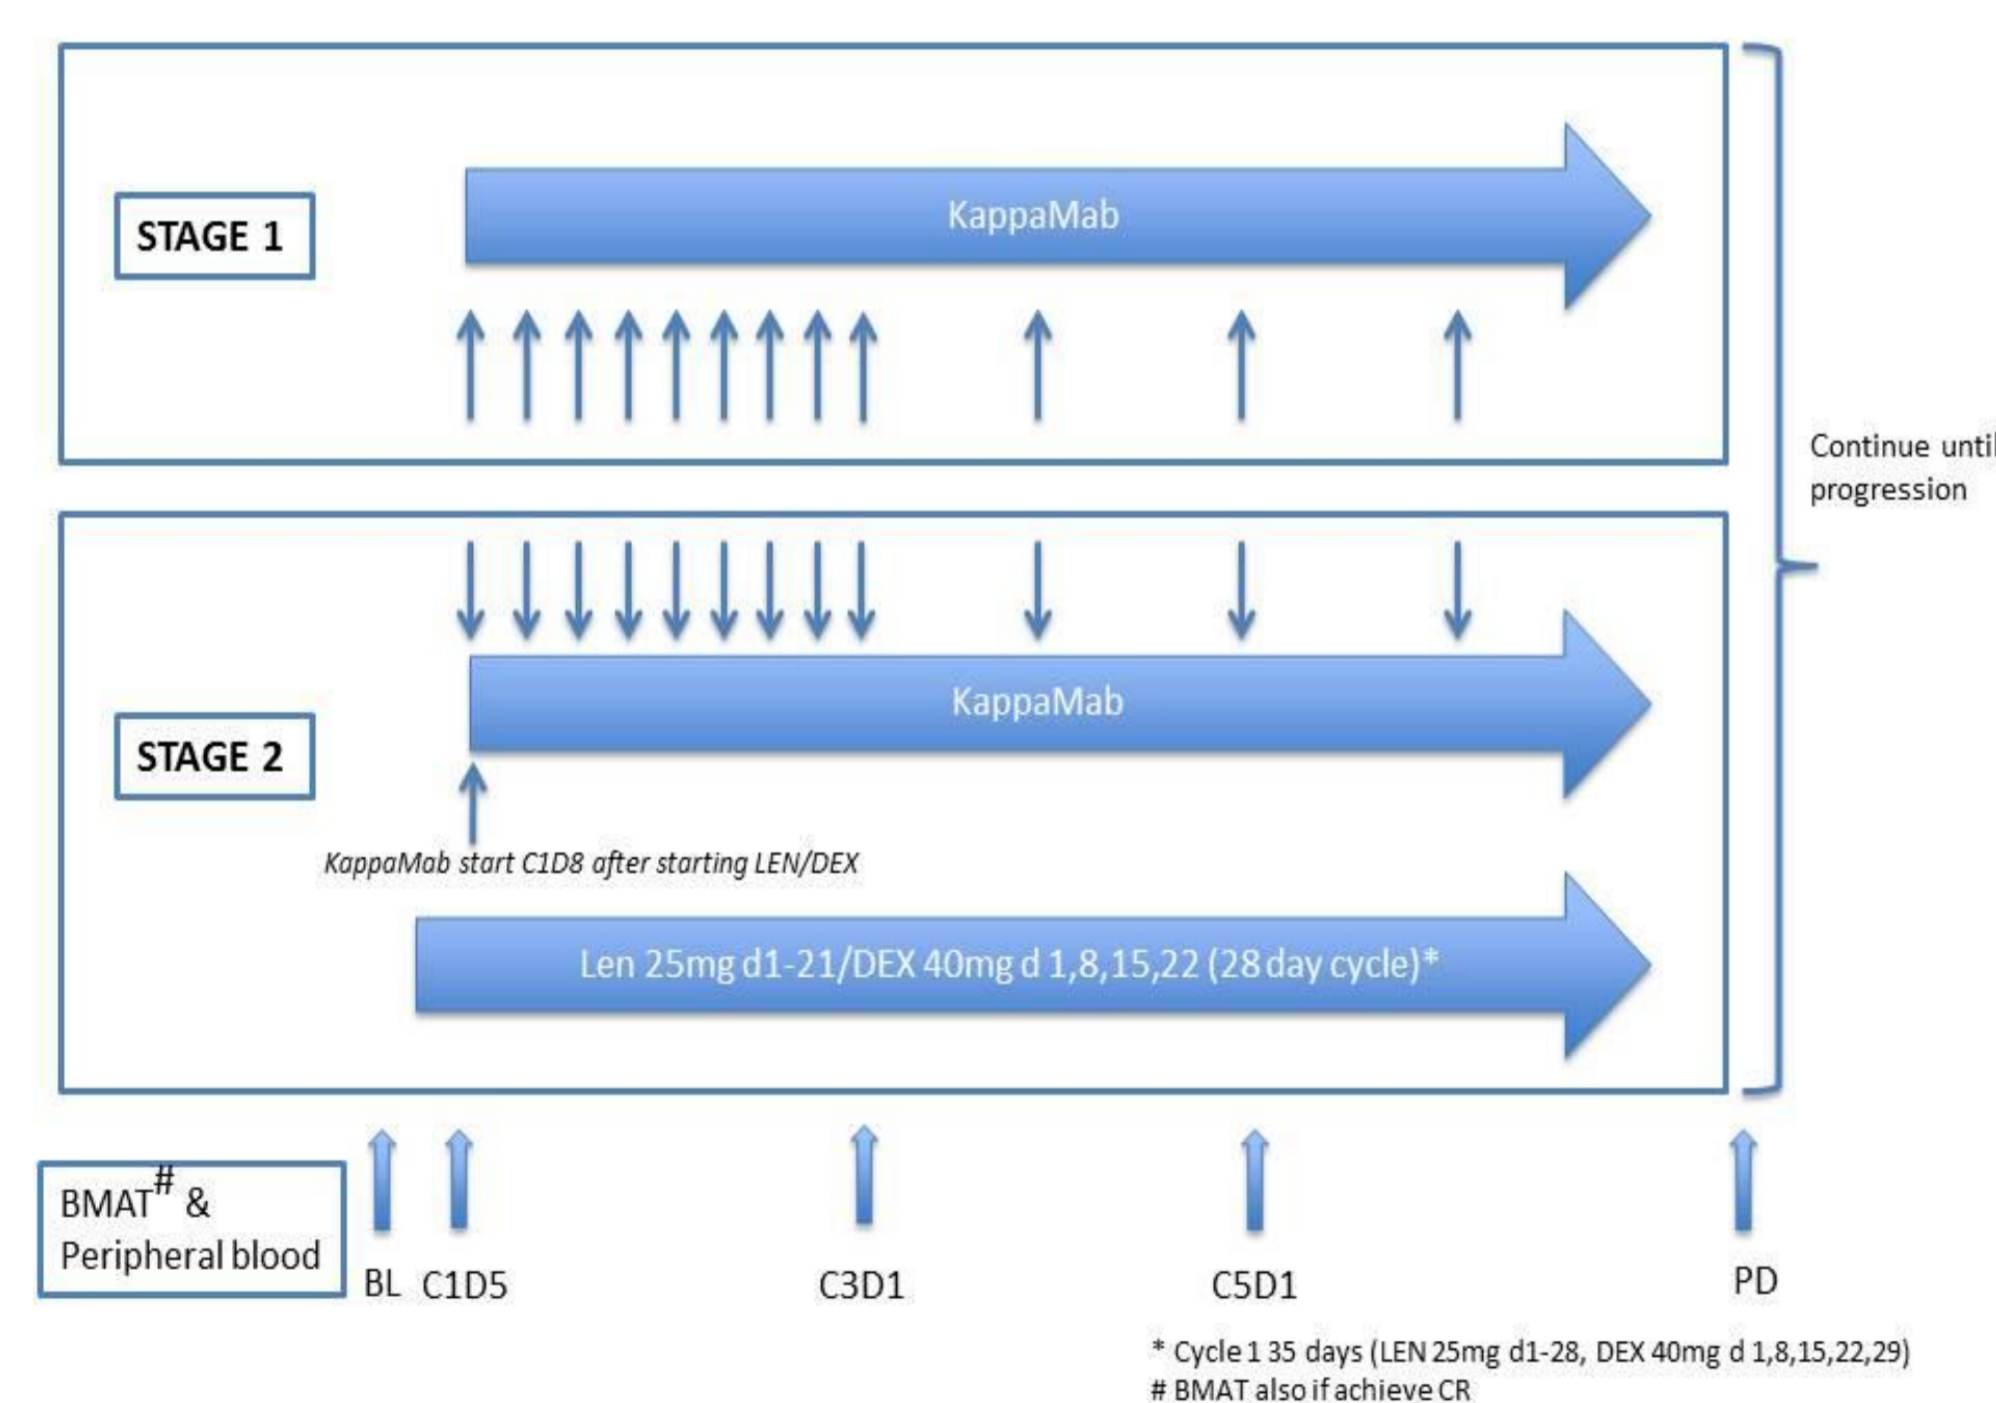 KappaMab
STAGE 1
Continue until
progression
KappaMab
STAGE 2
KappaMab start C1D8 after starting LEN/DEX
Len 25mg d1-21/DEX 40mg d 1,8,15,22 (28 day cycle)*
BMAT# &
Peripheral blood
BL
C1D5
C3D1
C5D1
PD
* Cycle 1 35 days (LEN 25mg d1-28, DEX 40mg d 1,8,15,22,29)
# BMAT also if achieve CR